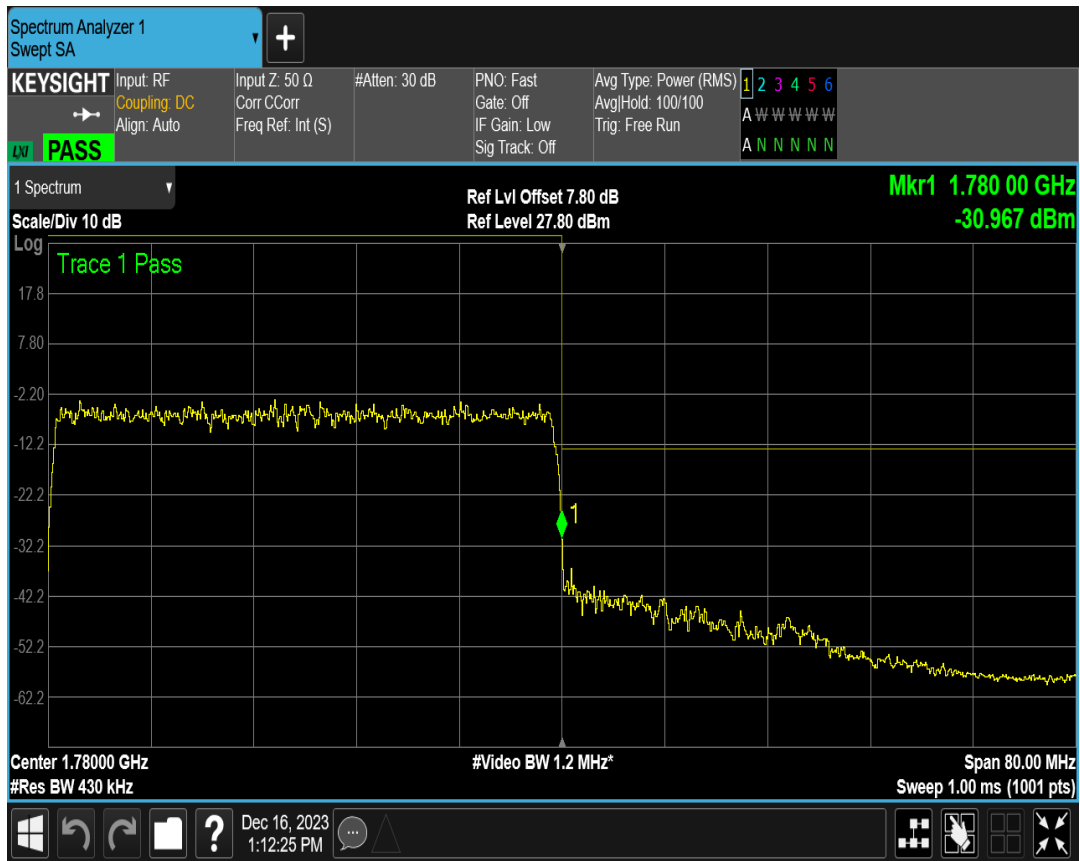 Spectrum Analyzer 1
Swept SA
+
KEYSIGHT
LXI PASS
Input: RF
Coupling: DC
Align: Auto
Input Z: 50 Ω
Corr CCorr
Freq Ref: Int (S)
#Atten: 30 dB
PNO: Fast
Gate: Off
IF Gain: Low
Sig Track: Off
Avg Type: Power (RMS)
Avg|Hold: 100/100
Trig: Free Run
1 2 3 4 5 6
A W W W W W
A N N N N N
1 Spectrum
Scale/Div 10 dB
Ref Lvl Offset 7.80 dB
Ref Level 27.80 dBm
Mkr1 1.780 00 GHz
-30.967 dBm
Log
Trace 1 Pass
17.8
7.80
-2.20
-12.2
-22.2
1
-32.2
-42.2
-52.2
-62.2
Center 1.78000 GHz
#Res BW 430 kHz
#Video BW 1.2 MHz*
Span 80.00 MHz
Sweep 1.00 ms (1001 pts)
?
Dec 16, 2023
1:12:25 PM